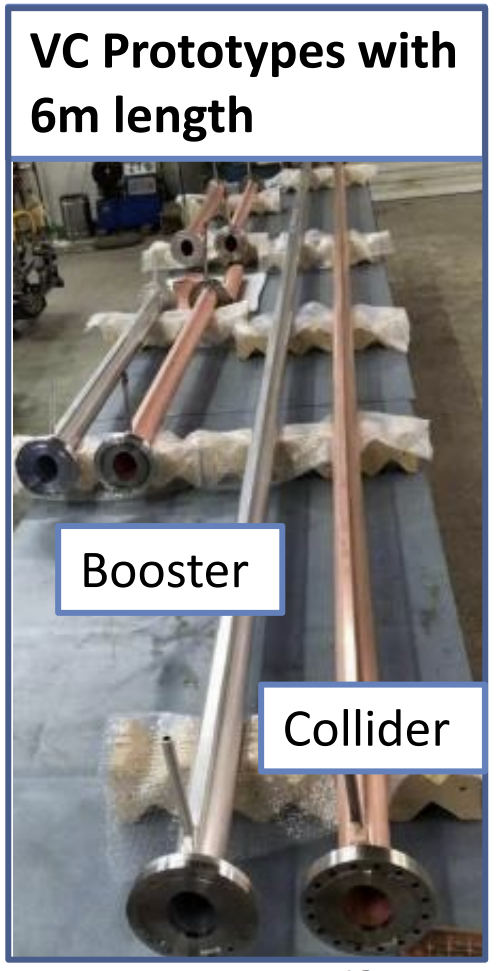 VC Prototypes with
6m length
Booster
Collider